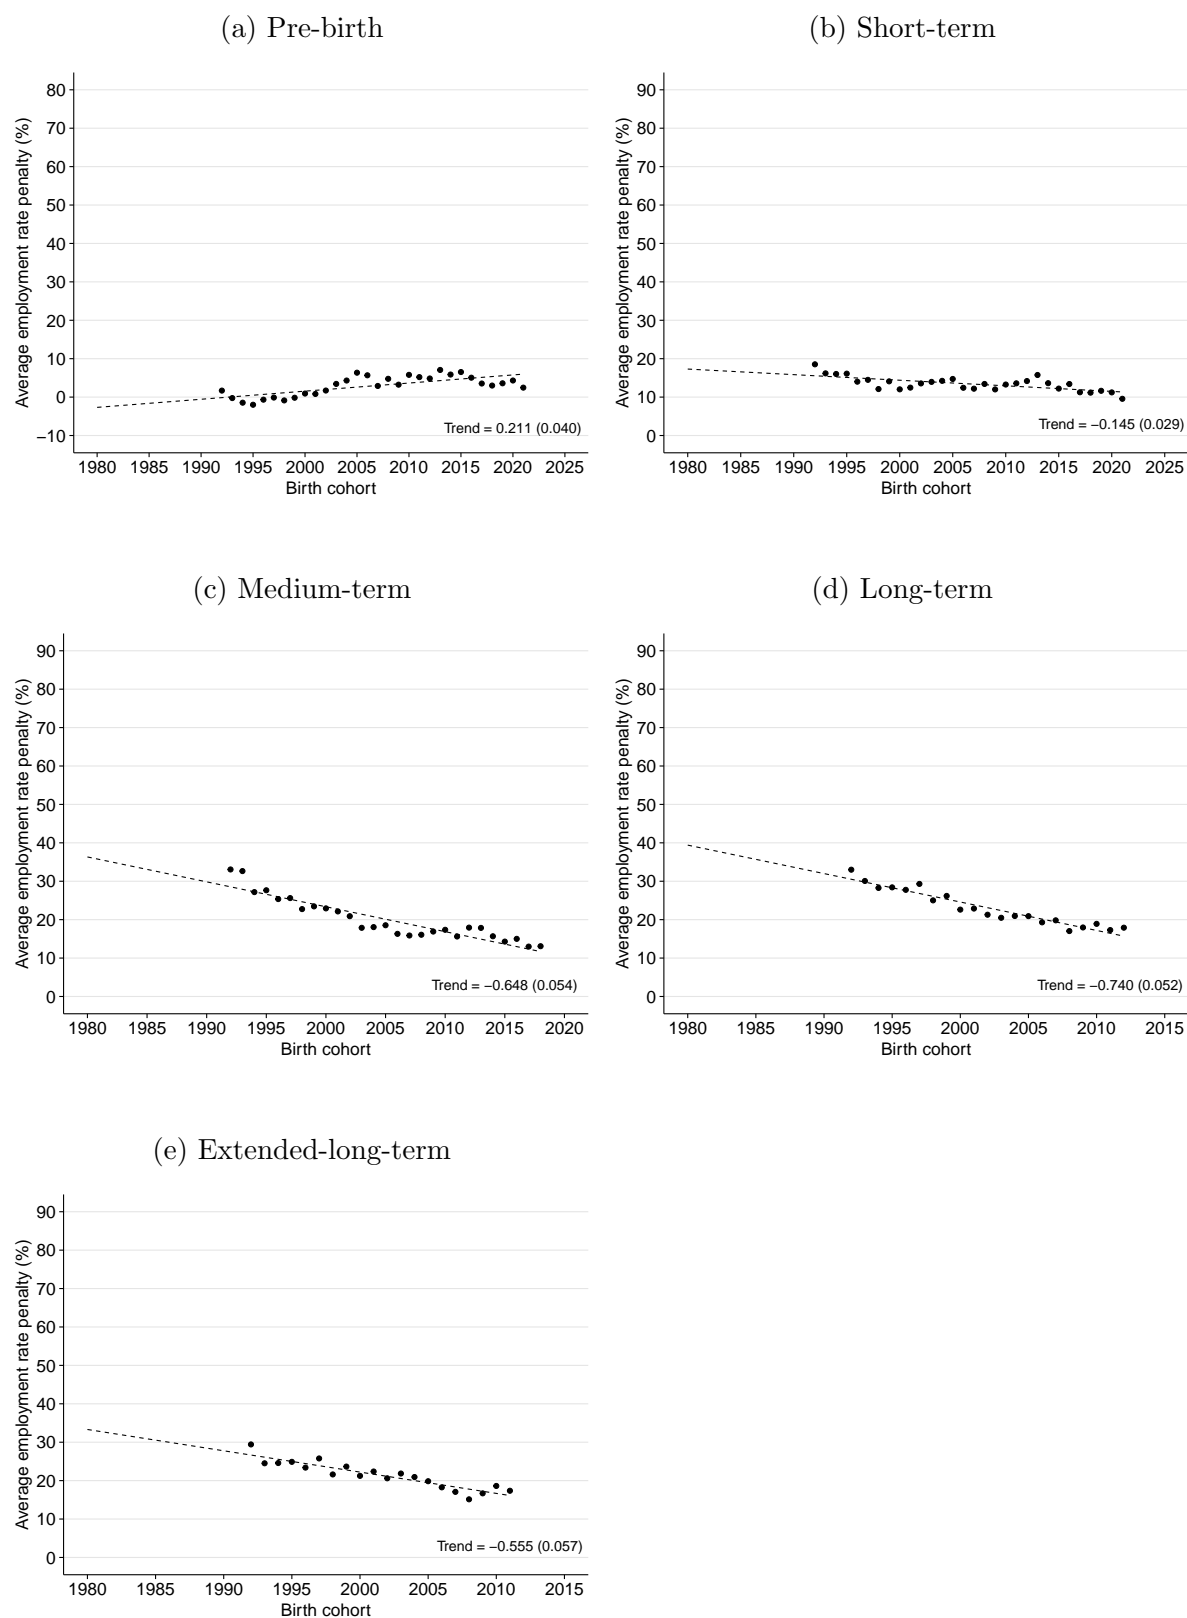 (a) Pre-birth
Average employment rate penalty (%)
80
70
60
50
40
30
20
10
0
−10
Trend = 0.211 (0.040)
1980 1985 1990 1995 2000 2005 2010 2015 2020 2025
Birth cohort
(b) Short-term
Average employment rate penalty (%)
90
80
70
60
50
40
30
20
10
0
Trend = −0.145 (0.029)
1980 1985 1990 1995 2000 2005 2010 2015 2020 2025
Birth cohort
(c) Medium-term
Average employment rate penalty (%)
90
80
70
60
50
40
30
20
10
0
Trend = −0.648 (0.054)
1980 1985 1990 1995 2000 2005 2010 2015 2020
Birth cohort
(d) Long-term
Average employment rate penalty (%)
90
80
70
60
50
40
30
20
10
0
Trend = −0.740 (0.052)
1980 1985 1990 1995 2000 2005 2010 2015
Birth cohort
(e) Extended-long-term
Average employment rate penalty (%)
90
80
70
60
50
40
30
20
10
0
Trend = −0.555 (0.057)
1980 1985 1990 1995 2000 2005 2010 2015
Birth cohort